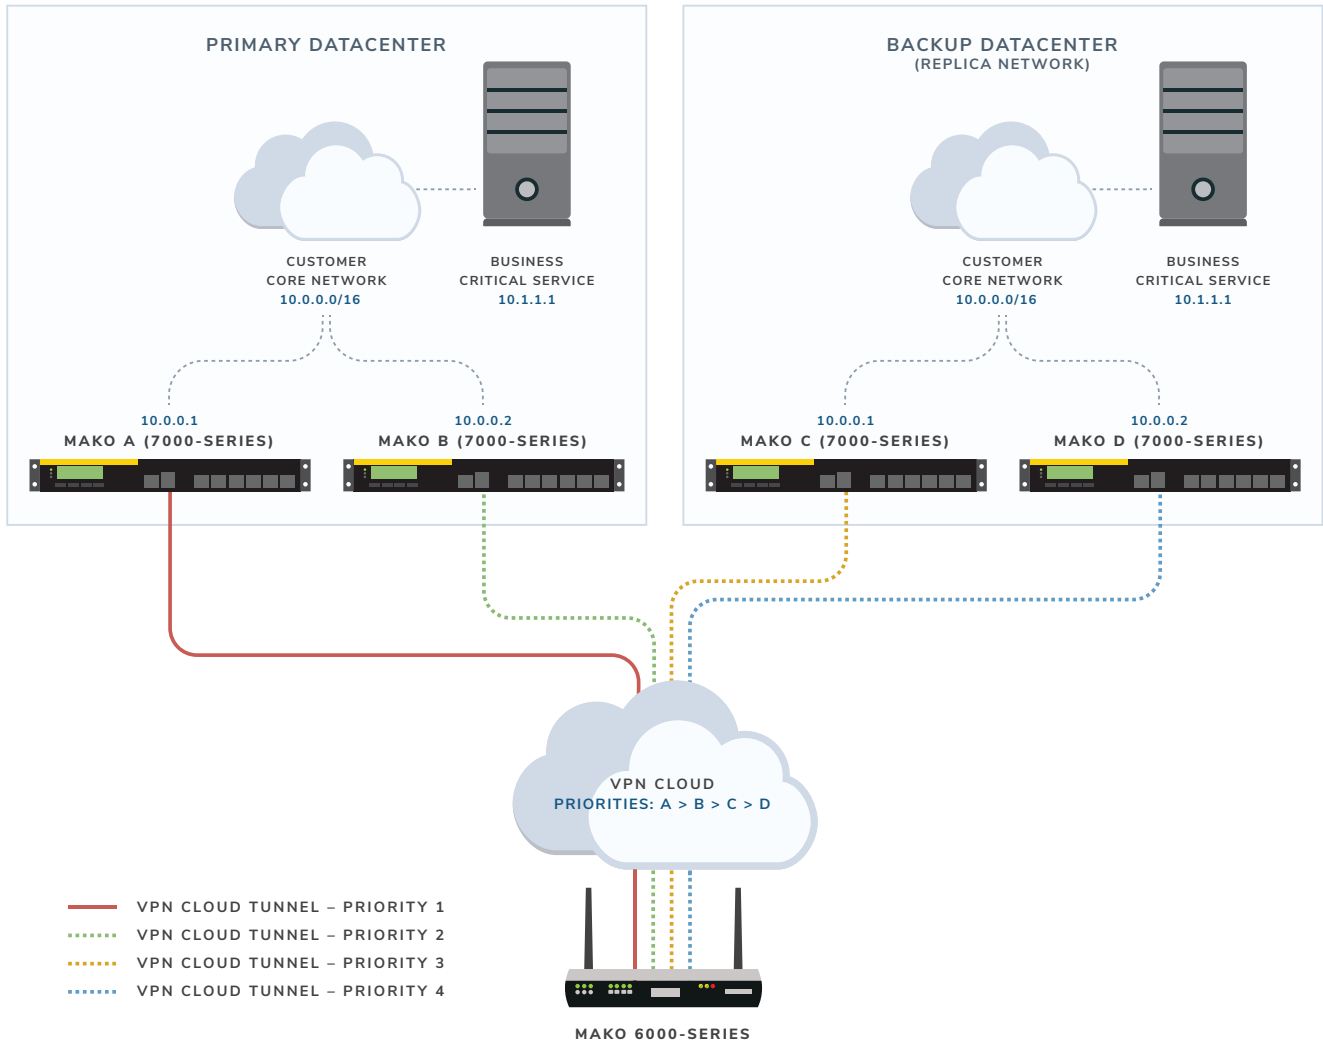 PRIMARY DATACENTER
CUSTOMER
CORE NETWORK
10.0.0.0/16
BUSINESS
CRITICAL SERVICE
10.1.1.1
10.0.0.1
MAKO A (7000-SERIES)
10.0.0.2
MAKO B (7000-SERIES)
BACKUP DATACENTER
(REPLICA NETWORK)
CUSTOMER
CORE NETWORK
10.0.0.0/16
BUSINESS
CRITICAL SERVICE
10.1.1.1
10.0.0.1
MAKO C (7000-SERIES)
10.0.0.2
MAKO D (7000-SERIES)
VPN CLOUD
PRIORITIES: A > B > C > D
VPN CLOUD TUNNEL – PRIORITY 1
VPN CLOUD TUNNEL – PRIORITY 2
VPN CLOUD TUNNEL – PRIORITY 3
VPN CLOUD TUNNEL – PRIORITY 4
MAKO 6000-SERIES